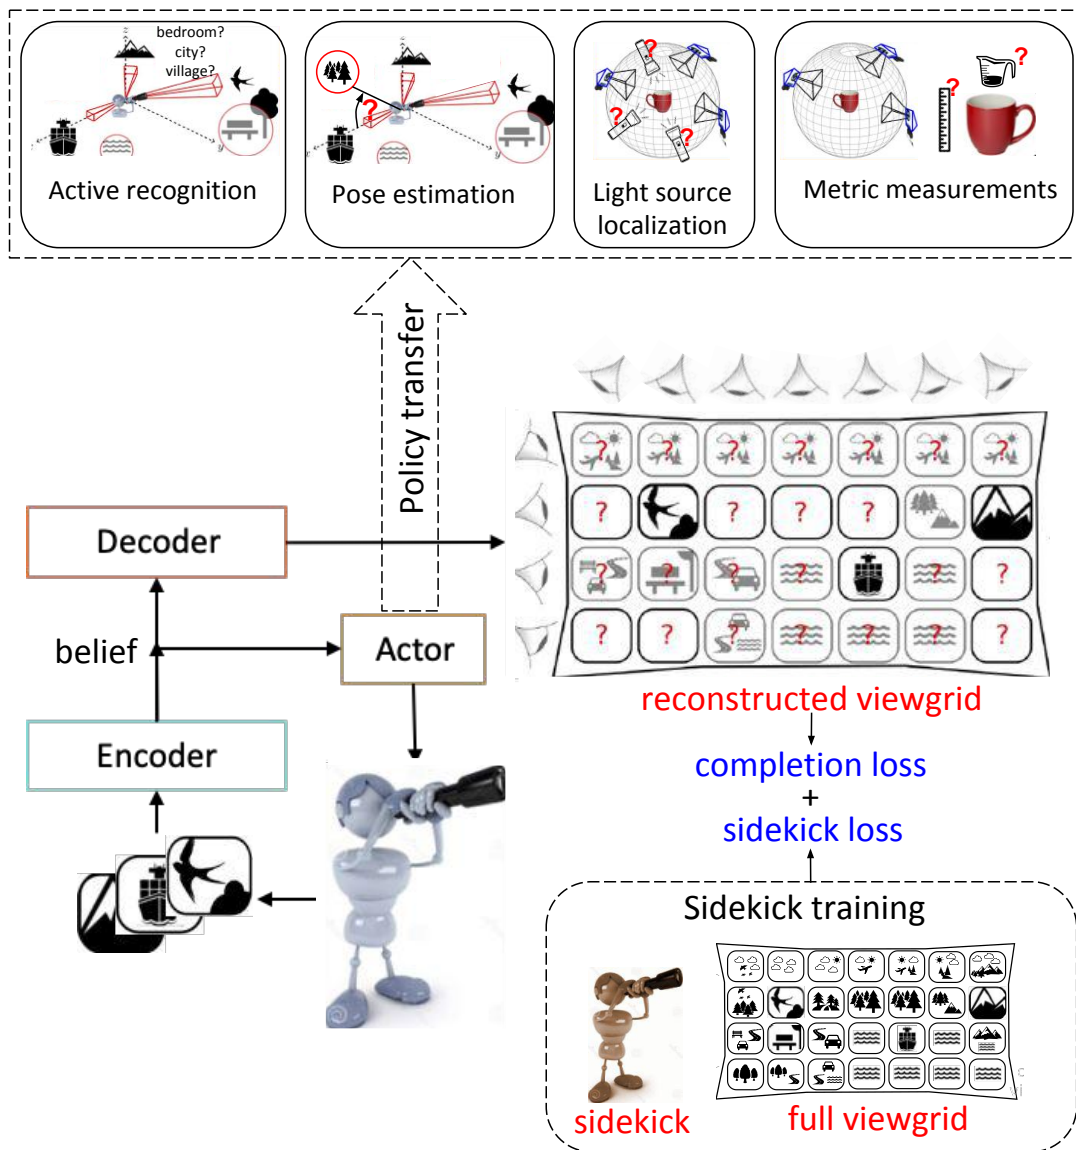 bedroom?
city?
village?
z
y
Active recognition
z
?
x
y
Pose estimation
?
?
?
Light source
localization
?
?
Metric measurements
Policy transfer
? ? ? ? ? ? ?
? ? ? ?
? ? ? ? ? ?
? ? ? ? ? ? ?
Decoder
belief
Actor
Encoder
reconstructed viewgrid
completion loss
+
sidekick loss
Sidekick training
sidekick
full viewgrid